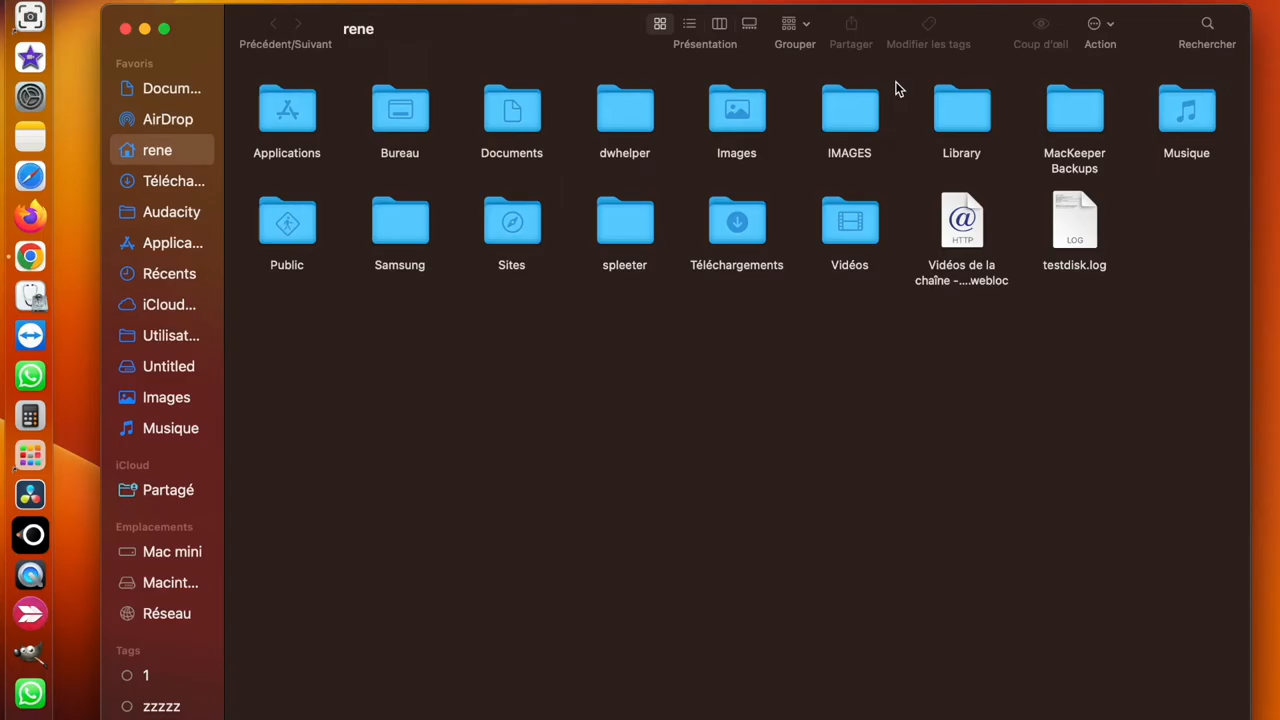 rene
Précédent/Suivant
Présentation
Grouper
Partager
Modifier les tags
Coup d'œil
Action
Rechercher
Favoris
Docum...
AirDrop
rene
Télécha...
Audacity
Applica...
Récents
iCloud...
Utilisat...
Untitled
Images
Musique
iCloud
Partagé
Emplacements
Mac mini
Macint...
Réseau
Tags
1
zzzzz
Applications
Bureau
Documents
dwhelper
Images
IMAGES
Library
MacKeeper
Backups
Musique
Public
Samsung
Sites
spleeter
Téléchargements
Vidéos
@
HTTP
Vidéos de la
chaîne -....webloc
LOG
testdisk.log